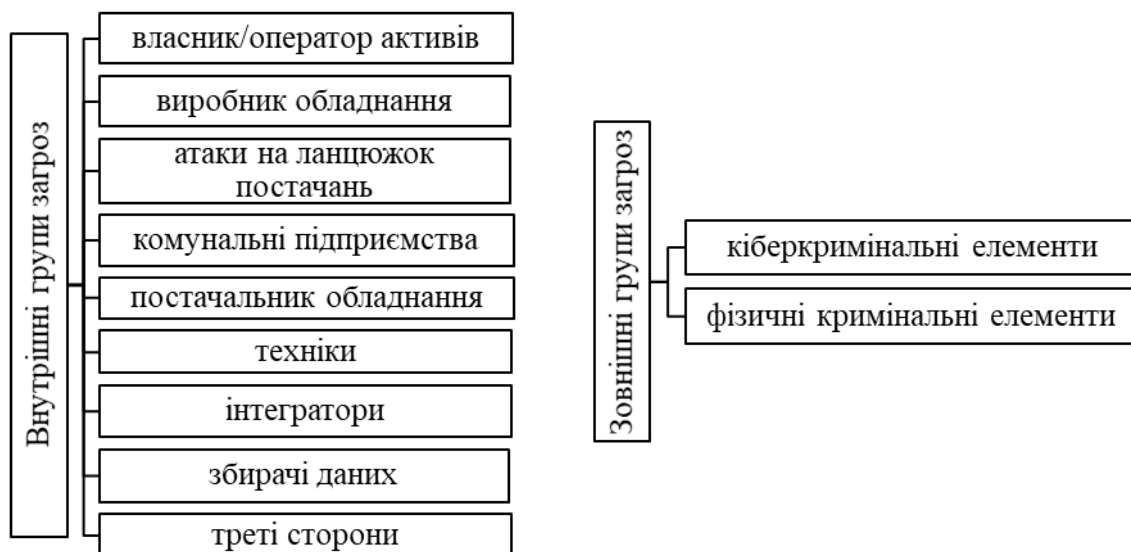 Внутрішні групи загроз
власник/оператор активів
виробник обладнання
атаки на ланцюжок
постачань
комунальні підприємства
постачальник обладнання
техніки
інтегратори
збирачі даних
треті сторони
Зовнішні групи загроз
кіберкримінальні елементи
фізичні кримінальні елементи